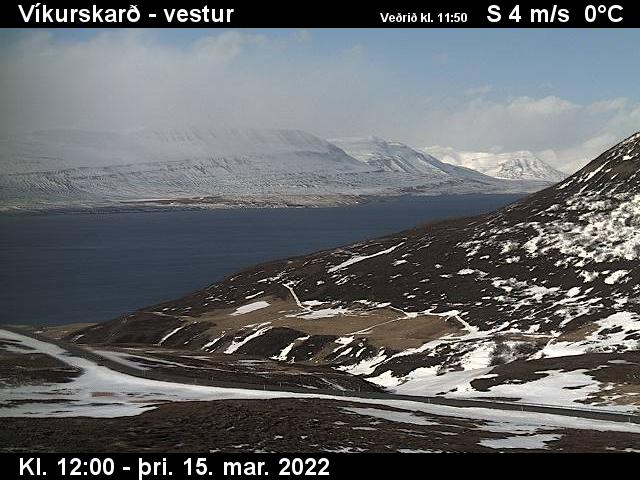 Víkurskarð - vestur Veðrið kl. 11:50 S 4 m/s 0°C
Kl. 12:00 - þri. 15. mar. 2022